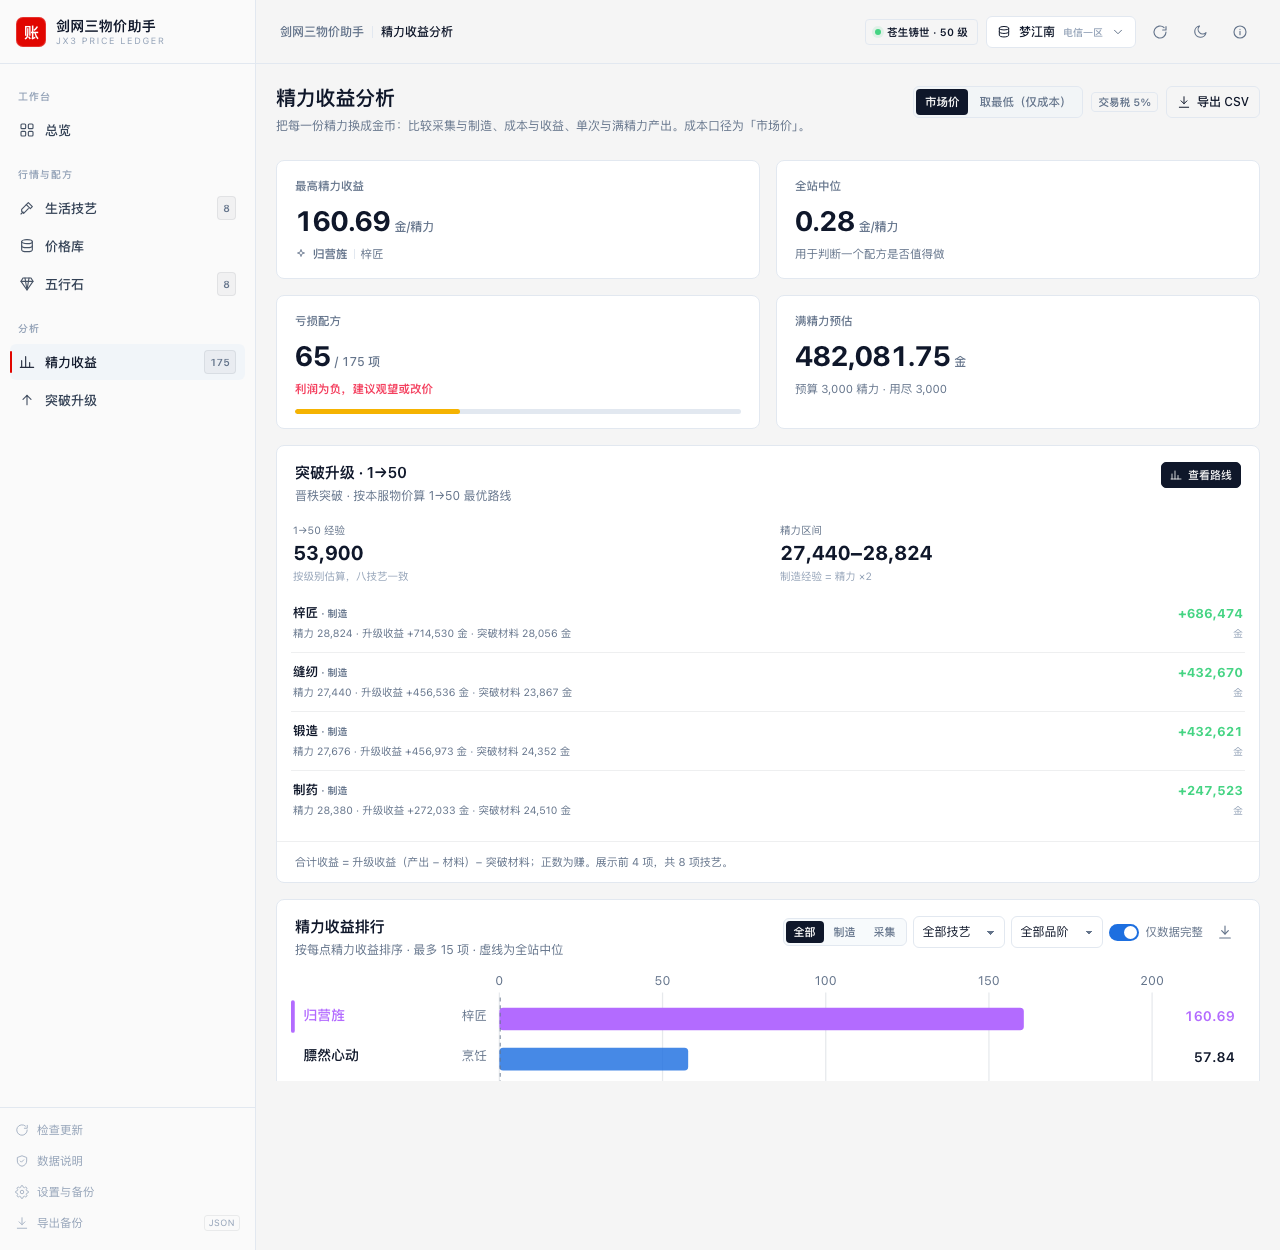 账
剑网三物价助手
JX3 PRICE LEDGER
工作台
总览
行情与配方
生活技艺 8
价格库
五行石 8
分析
精力收益 175
突破升级
检查更新
数据说明
设置与备份
导出备份 JSON
剑网三物价助手 精力收益分析
苍生铸世 · 50 级 梦江南 电信一区
精力收益分析
市场价 取最低（仅成本） 交易税 5% 导出 CSV
把每一份精力换成金币：比较采集与制造、成本与收益、单次与满精力产出。成本口径为「市场价」。
最高精力收益
160.69 金/精力
归营旌 梓匠
全站中位
0.28 金/精力
用于判断一个配方是否值得做
亏损配方
65 / 175 项
利润为负，建议观望或改价
满精力预估
482,081.75 金
预算 3,000 精力 · 用尽 3,000
突破升级 · 1→50
查看路线
晋秩突破 · 按本服物价算 1→50 最优路线
1→50 经验
53,900
按级别估算，八技艺一致
精力区间
27,440–28,824
制造经验 = 精力 ×2
梓匠 · 制造 +686,474
精力 28,824 · 升级收益 +714,530 金 · 突破材料 28,056 金 金
缝纫 · 制造 +432,670
精力 27,440 · 升级收益 +456,536 金 · 突破材料 23,867 金 金
锻造 · 制造 +432,621
精力 27,676 · 升级收益 +456,973 金 · 突破材料 24,352 金 金
制药 · 制造 +247,523
精力 28,380 · 升级收益 +272,033 金 · 突破材料 24,510 金 金
合计收益 = 升级收益（产出 − 材料）− 突破材料；正数为赚。展示前 4 项，共 8 项技艺。
精力收益排行
全部 制造 采集 全部技艺 全部品阶 仅数据完整
按每点精力收益排序 · 最多 15 项 · 虚线为全站中位
0 50 100 150 200
归营旌 梓匠 160.69
膘然心动 烹饪 57.84